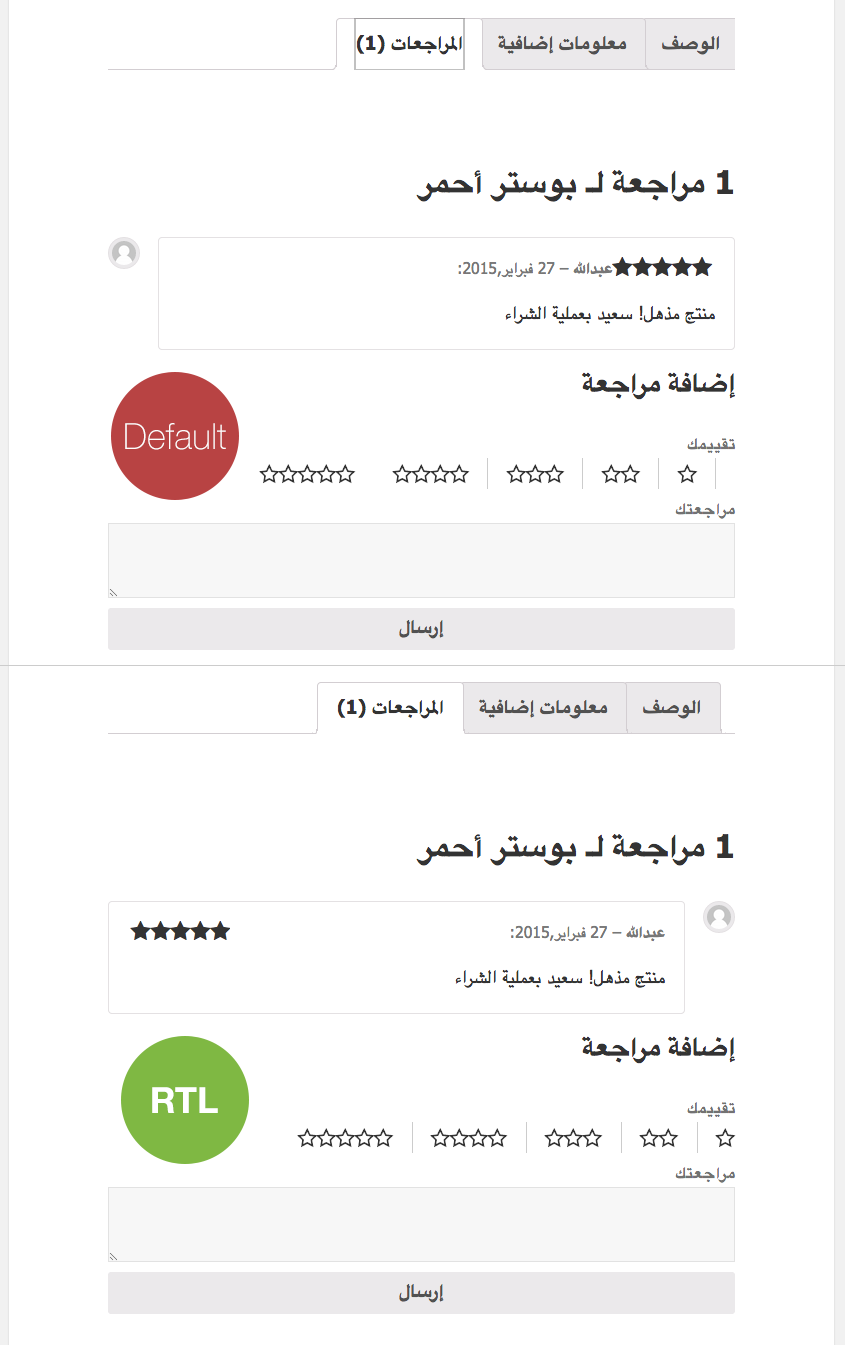 الوصف معلومات إضافية المراجعات (1)
1 مراجعة لـ بوستر أحمر
عبدالله – 27 فبراير,2015:
منتج مذهل! سعيد بعملية الشراء
إضافة مراجعة
Default
تقييمك
مراجعتك
إرسال
الوصف معلومات إضافية المراجعات (1)
1 مراجعة لـ بوستر أحمر
عبدالله – 27 فبراير,2015:
منتج مذهل! سعيد بعملية الشراء
إضافة مراجعة
RTL
تقييمك
مراجعتك
إرسال